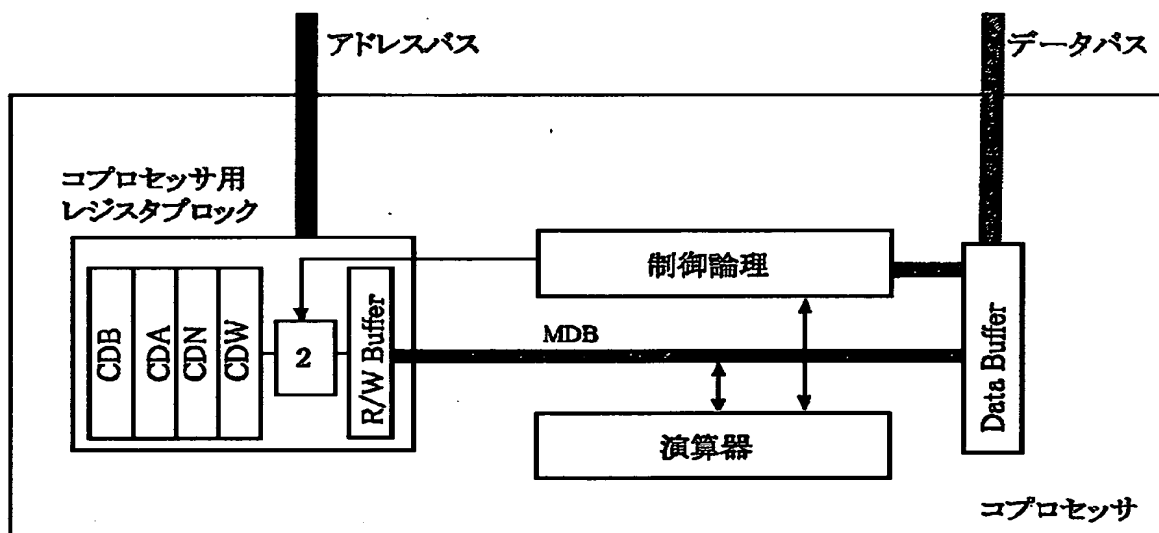 アドレスバス
データバス
コプロセッサ用
レジスタブロック
制御論理
CDB
CDA
CDN
CDW
2
R/W Buffer
MDB
Data Buffer
演算器
コプロセッサ